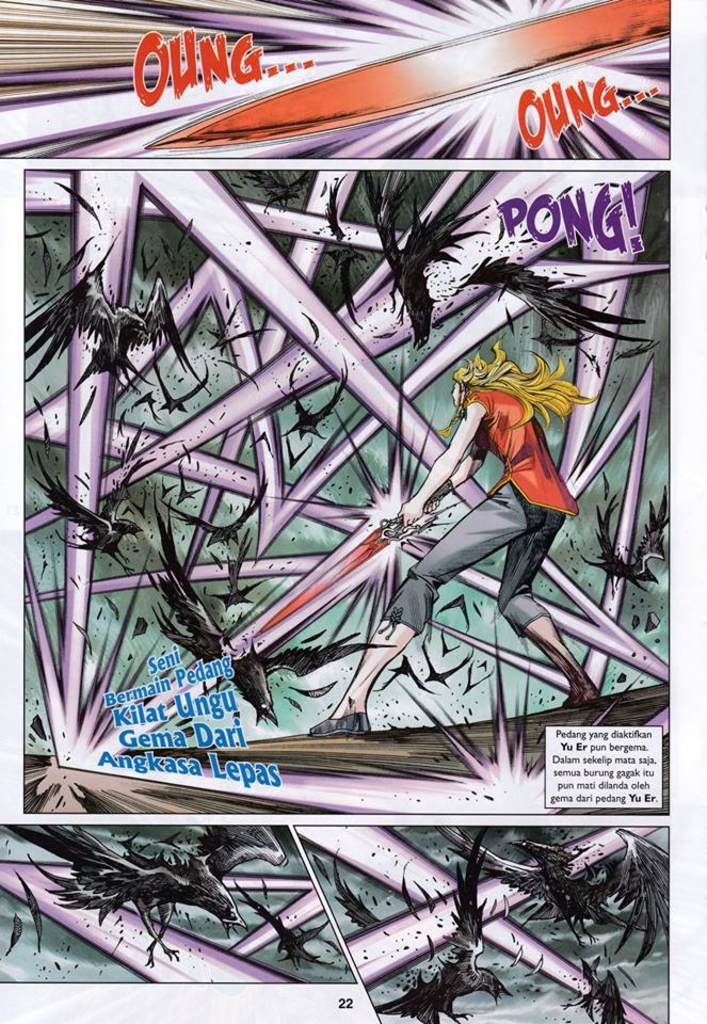 OUNG...
OUNG...
PONG!
Seni
Bermain Pedang
Kilat Ungu
Gema Dari
Angkasa Lepas
Pedang yang diaktifkan
Yu Er pun bergema.
Dalam sekelip mata saja,
semua burung gagak itu
pun mati dilanda oleh
gema dari pedang Yu Er.
22